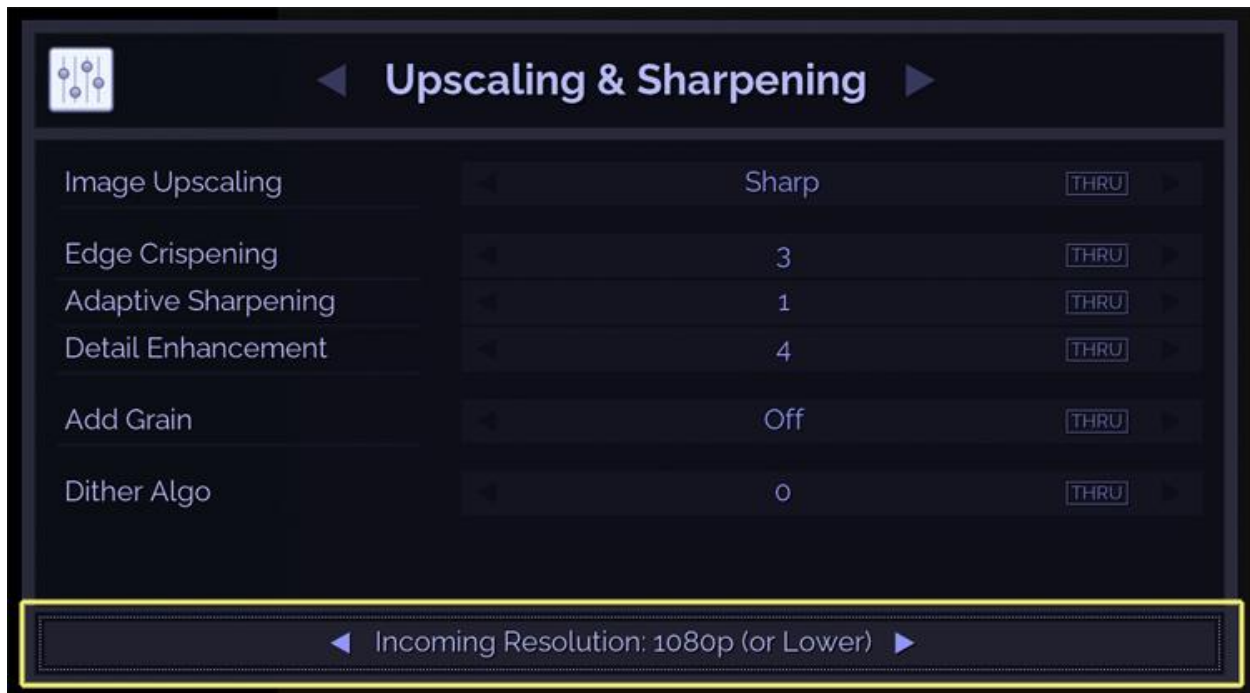 Upscaling & Sharpening
Image Upscaling Sharp THRU
Edge Crispening 3 THRU
Adaptive Sharpening 1 THRU
Detail Enhancement 4 THRU
Add Grain Off THRU
Dither Algo 0 THRU
Incoming Resolution: 1080p (or Lower)